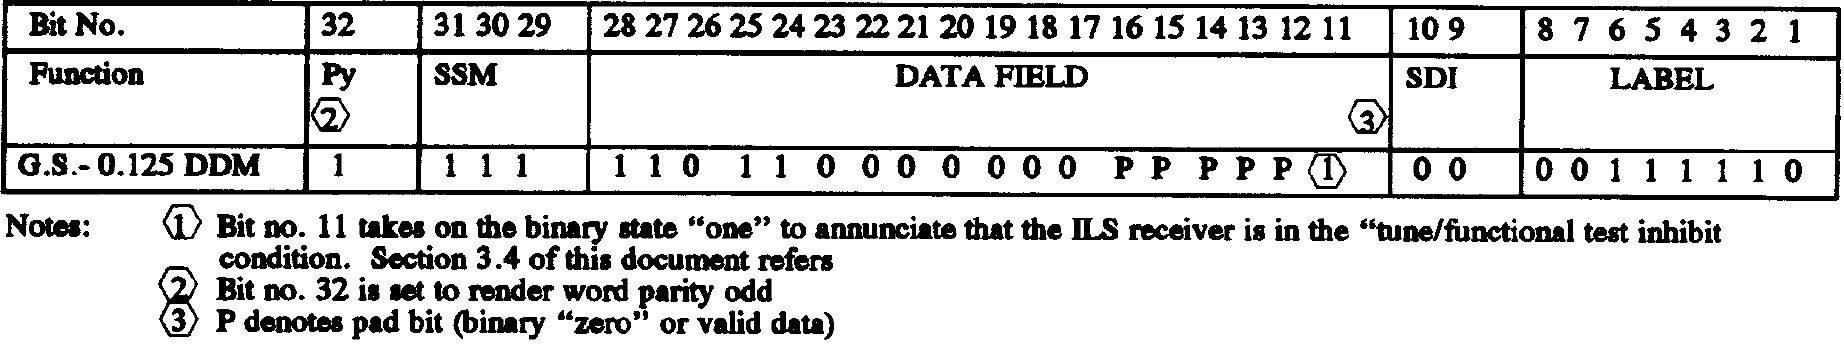 Bit No. 32 31 30 29 28 27 26 25 24 23 22 21 20 19 18 17 16 15 14 13 12 11 10 9 8 7 6 5 4 3 2 1
Function Py SSM DATA FIELD SDI LABEL
2 3
G.S.- 0.125 DDM 1 1 1 1 1 1 0 1 1 0 0 0 0 0 0 0 P P P P P 1 0 0 0 0 1 1 1 1 1 0
Notes: 1 Bit no. 11 takes on the binary state “one” to annunciate that the ILS receiver is in the “tune/functional test inhibit
condition. Section 3.4 of this document refers
2 Bit no. 32 is set to render word parity odd
3 P denotes pad bit (binary “zero” or valid data)